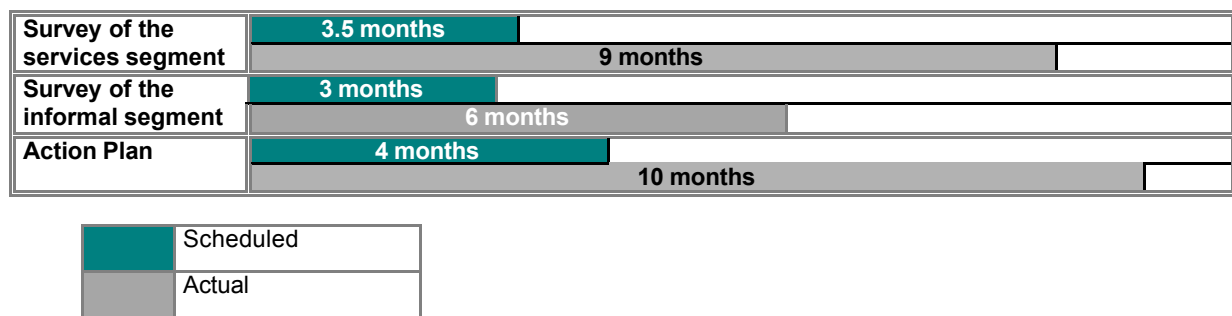 Survey of the
services segment
3.5 months
9 months
Survey of the
informal segment
3 months
6 months
Action Plan
4 months
10 months
Scheduled
Actual